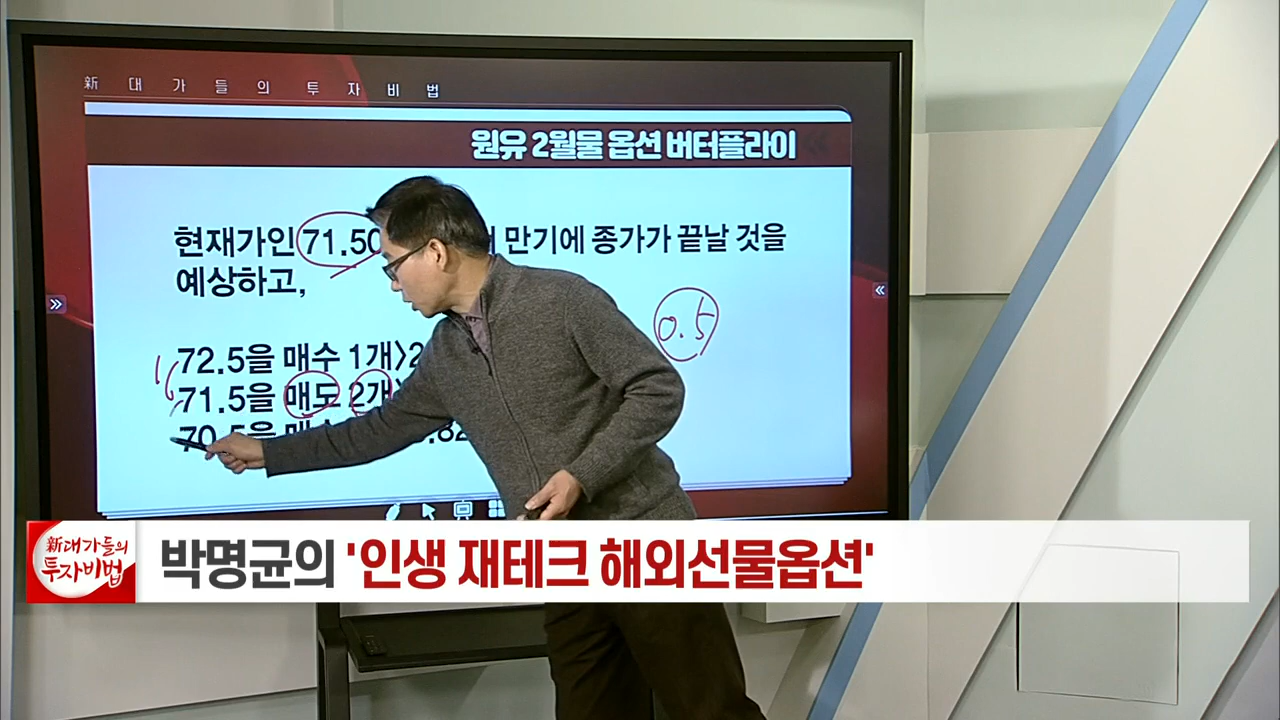 新대가들의투자비법
원유 2월물 옵션 버터플라이
현재가인 71.50 만기에 종가가 끝날 것을
예상하고,
0.5
72.5을 매수 1개>2
71.5을 매도 2개>
70.5을
新대가들의
투자비법
박명균의 '인생 재테크 해외선물옵션'